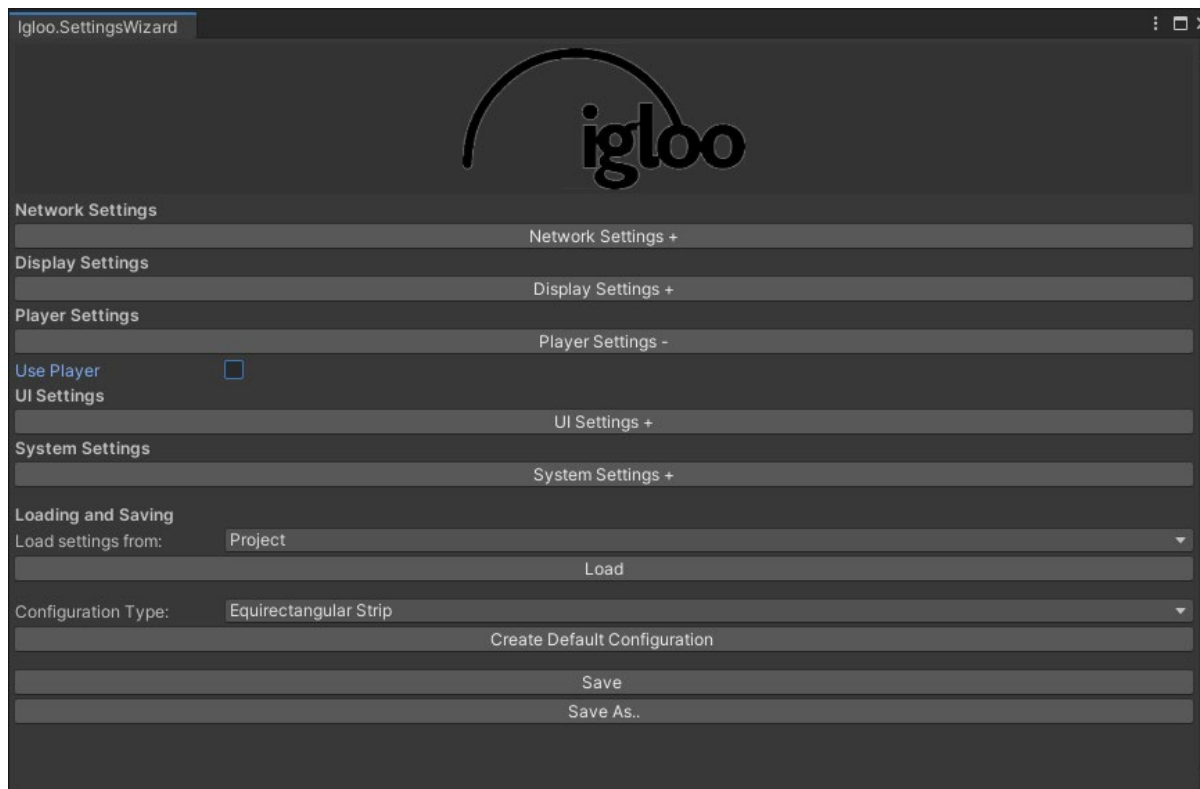 Igloo.SettingsWizard
igloo
Network Settings
Network Settings +
Display Settings
Display Settings +
Player Settings
Player Settings -
Use Player
UI Settings
UI Settings +
System Settings
System Settings +
Loading and Saving
Load settings from: Project
Load
Configuration Type: Equirectangular Strip
Create Default Configuration
Save
Save As..